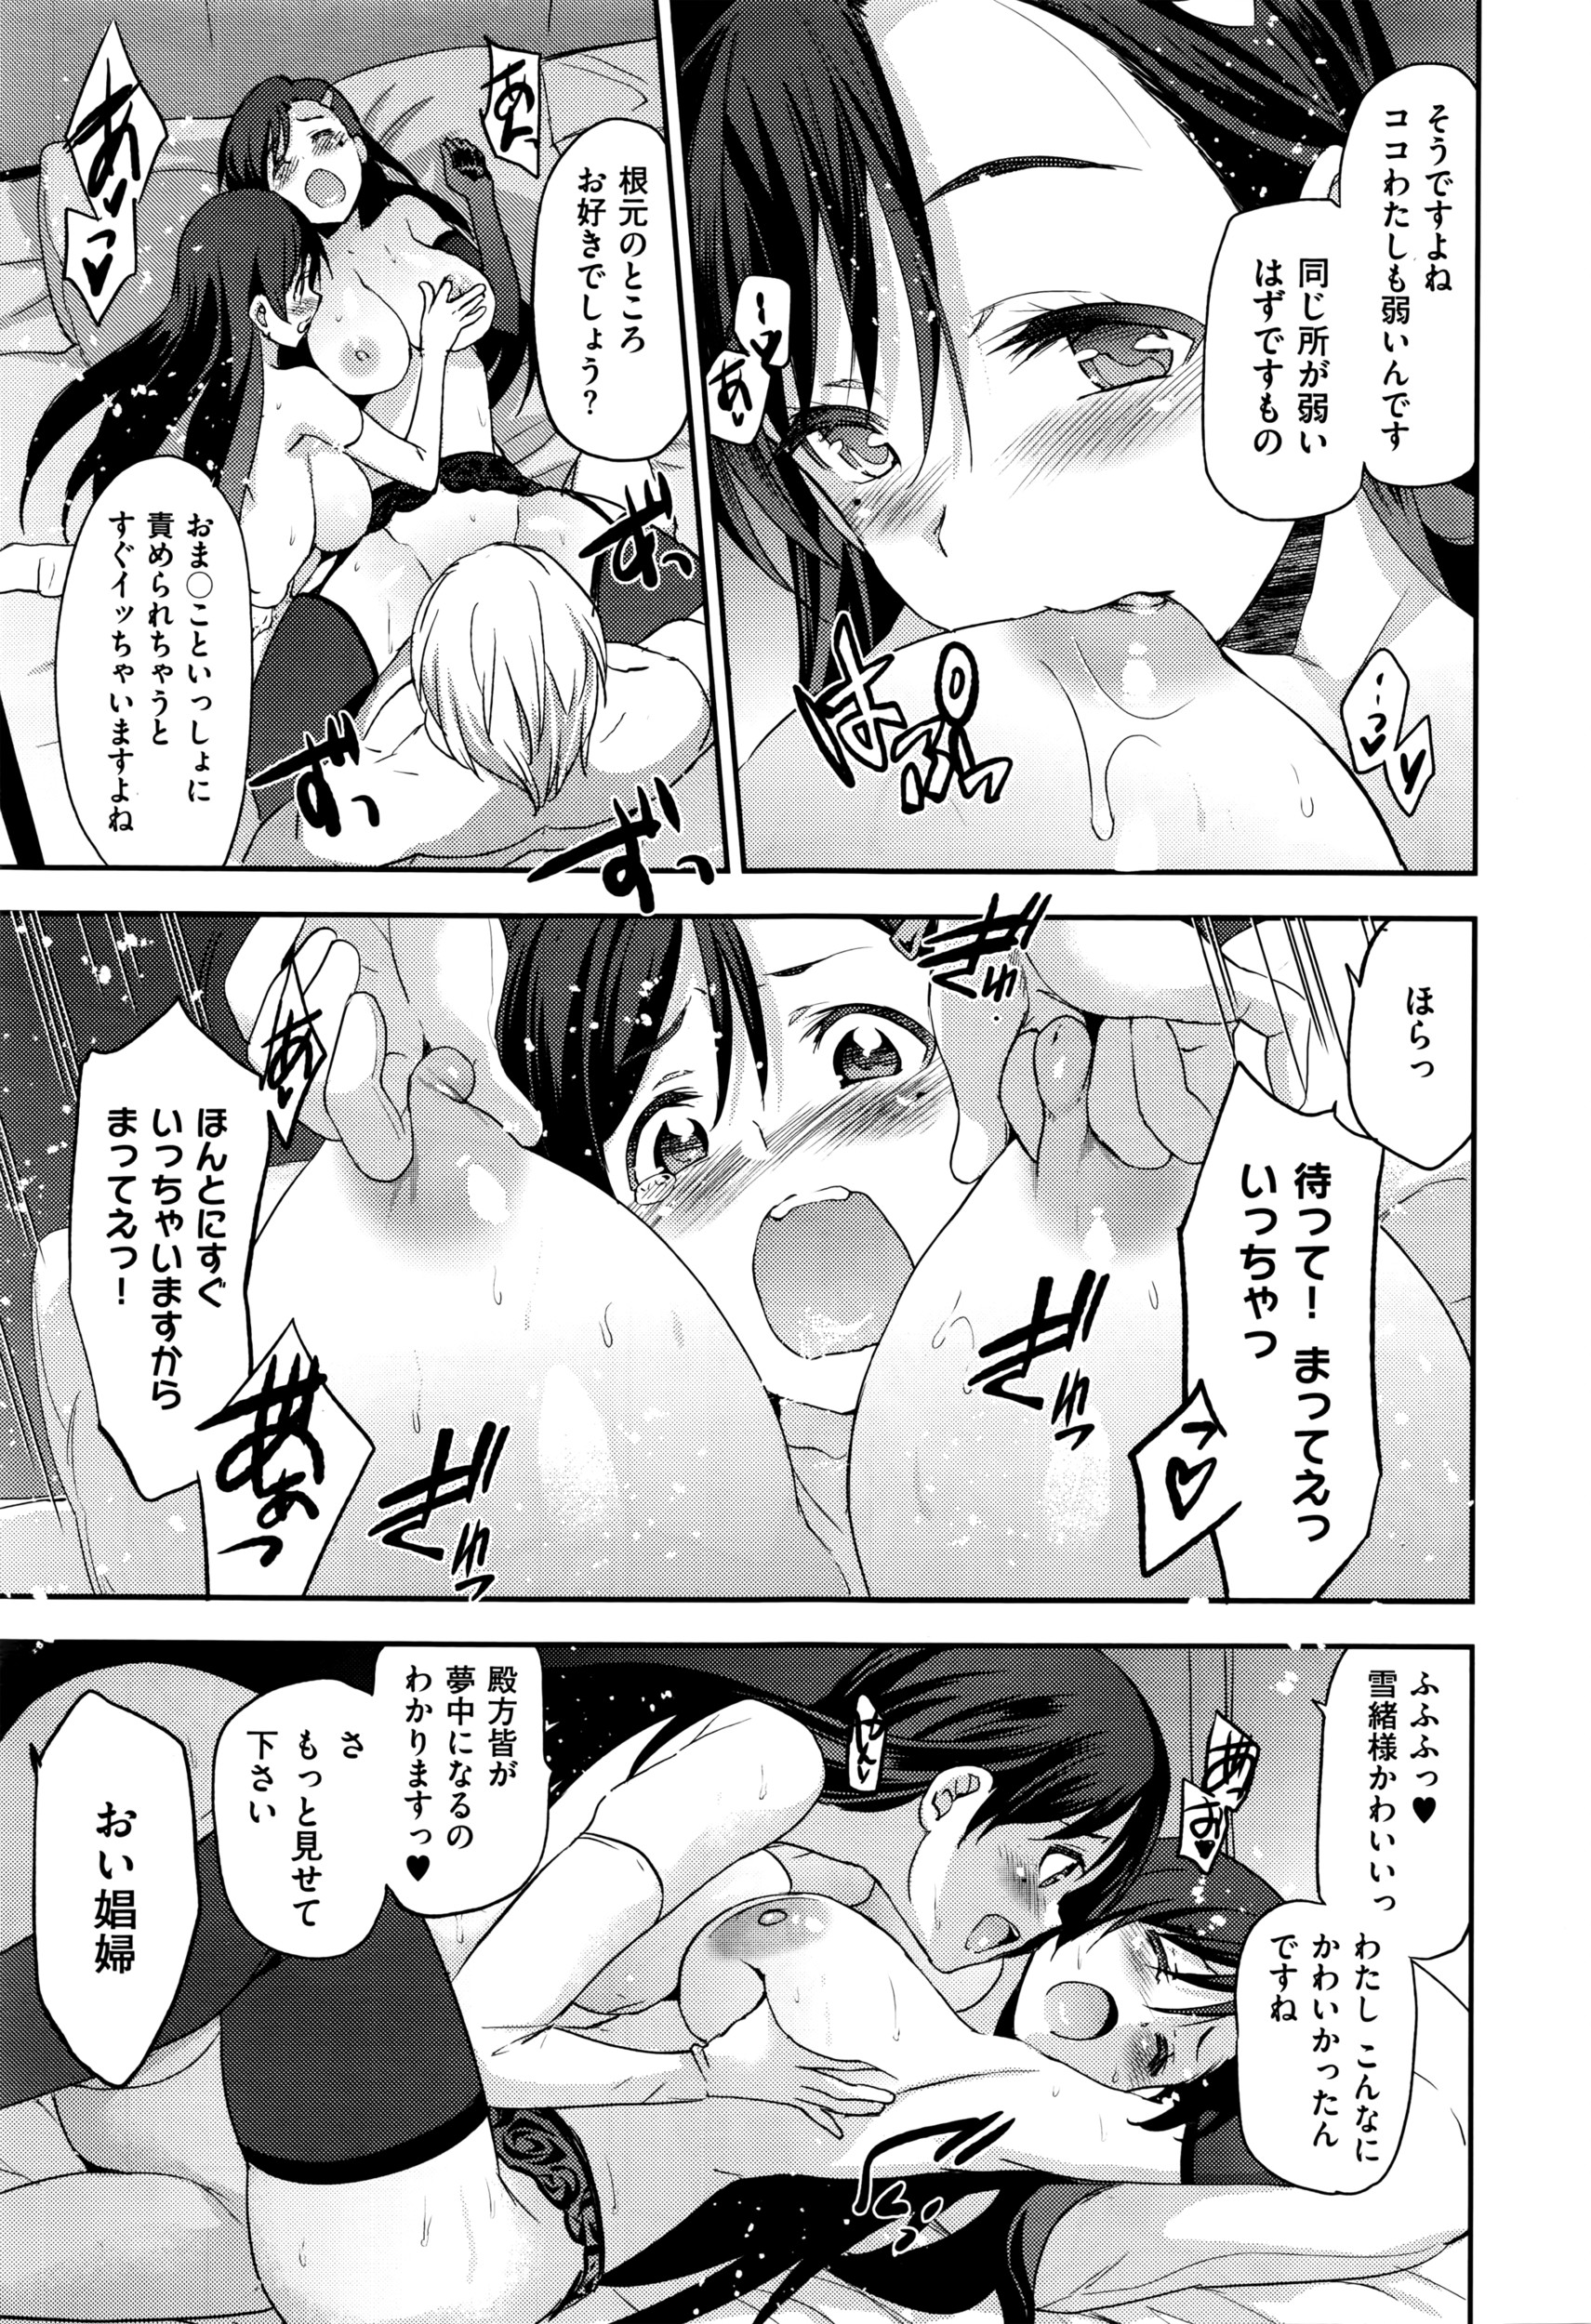 そうですよね
ココわたしも弱いんです
同じ所が弱い
はずですもの
はぷっ
根元のところ
お好きでしょう?
おま○こといっしょに
責められちゃうと
すぐイッちゃいますよね
ずっ
ずっ
ずっ
ほらっ
待って!まってえっ
いっちゃっ
ぎゅ
ぎゅっ
ぎゅっ
ほんとにすぐ
いっちゃいますから
まってえっ!
ふふふっ♥
雪緒様かわいいっ
わたし こんなに
かわいかったん
ですね
殿方皆が
夢中になるの
わかりますっ♥
さ
もっと見せて
下さい
おい娼婦